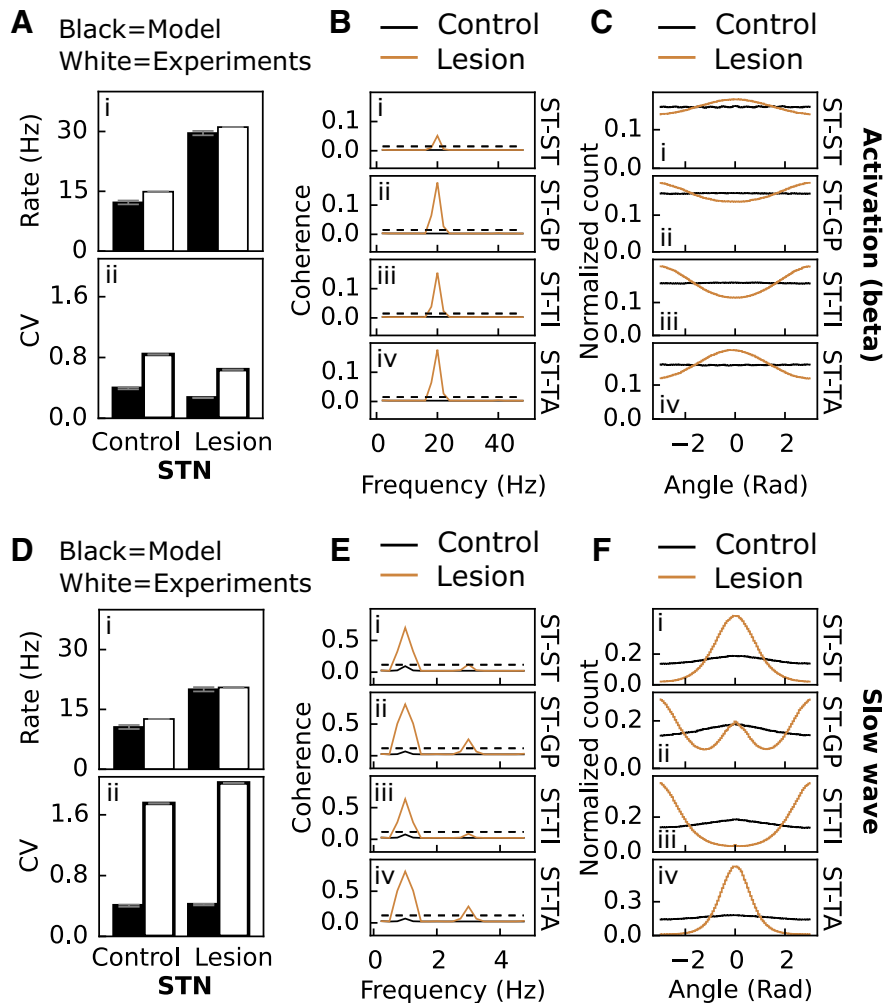 A
Black=Model
White=Experiments
i
Rate (Hz)
30
15
0
ii
CV
1.6
0.8
0.0
Control Lesion
STN
B
Control
Lesion
Coherence
i
0.1
0.0
ST-ST
ii
0.1
0.0
ST-GP
iii
0.1
0.0
ST-TI
iv
0.1
0.0
ST-TA
0 20 40
Frequency (Hz)
C
Control
Lesion
Normalized count
0.1
0.0
i
ST-ST
0.1
0.0
ii
ST-GP
0.1
0.0
iii
ST-TI
0.1
0.0
iv
ST-TA
−2 0 2
Angle (Rad)
Activation (beta)
D
Black=Model
White=Experiments
i
Rate (Hz)
30
15
0
ii
CV
1.6
0.8
0.0
Control Lesion
STN
E
Control
Lesion
Coherence
i
0.5
0.0
ST-ST
ii
0.5
0.0
ST-GP
iii
0.5
0.0
ST-TI
iv
0.5
0.0
ST-TA
0 2 4
Frequency (Hz)
F
Control
Lesion
Normalized count
i
0.2
0.0
ST-ST
0.2
0.0
ii
ST-GP
0.2
0.0
iii
ST-TI
iv
0.3
0.0
ST-TA
−2 0 2
Angle (Rad)
Slow wave